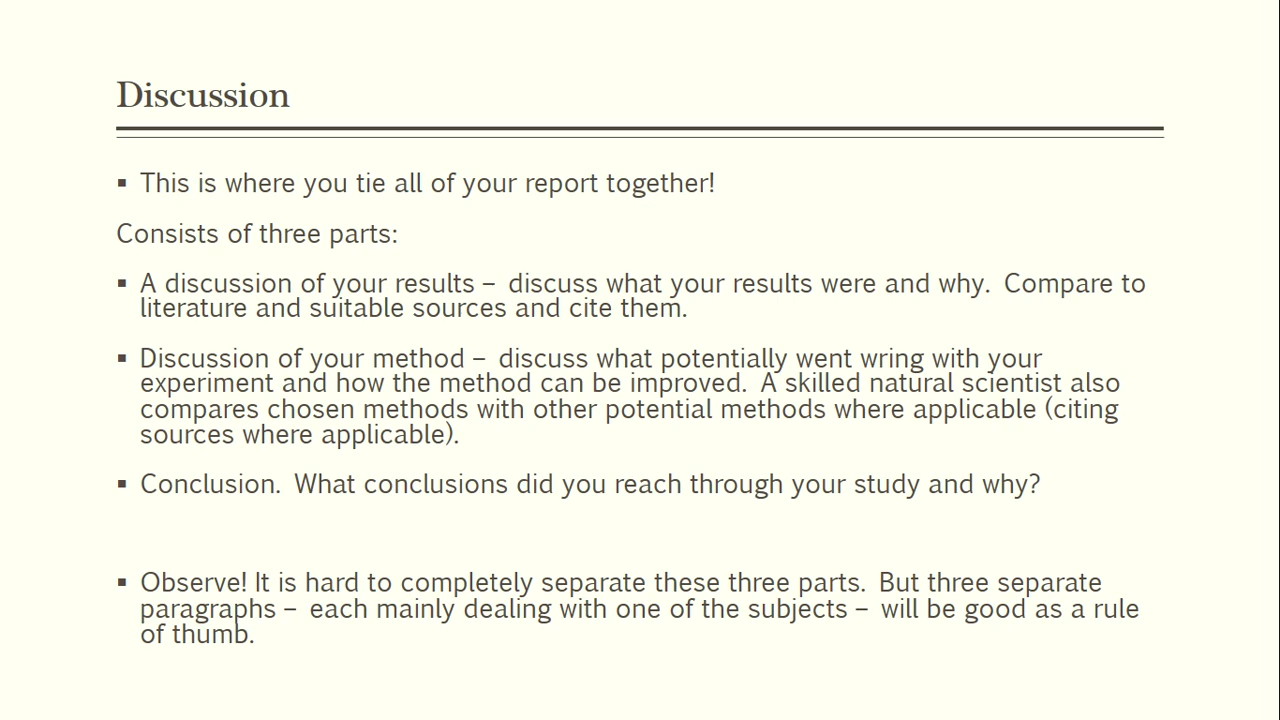 Discussion
▪ This is where you tie all of your report together!
Consists of three parts:
▪ A discussion of your results – discuss what your results were and why. Compare to
literature and suitable sources and cite them.
▪ Discussion of your method – discuss what potentially went wring with your
experiment and how the method can be improved. A skilled natural scientist also
compares chosen methods with other potential methods where applicable (citing
sources where applicable).
▪ Conclusion. What conclusions did you reach through your study and why?
▪ Observe! It is hard to completely separate these three parts. But three separate
paragraphs – each mainly dealing with one of the subjects – will be good as a rule
of thumb.